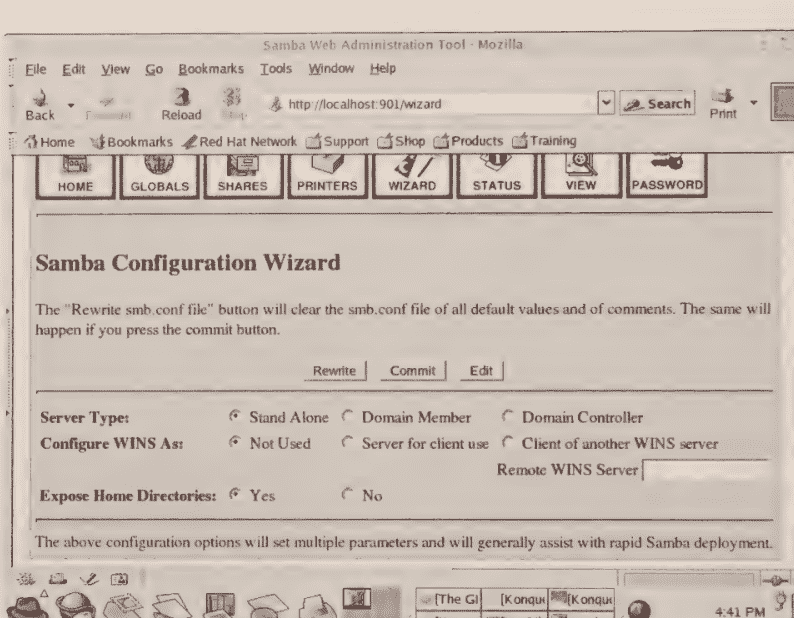 Samba Web Administration Tool - Mozilla
File Edit View Go Bookmarks Tools Window Help
Back Reload http://localhost:901/wizard Search Print
Home Bookmarks Red Hat Network Support Shop Products Training
HOME GLOBALS SHARES PRINTERS WIZARD STATUS VIEW PASSWORD
Samba Configuration Wizard
The "Rewrite smb.conf file" button will clear the smb.conf file of all default values and of comments. The same will
happen if you press the commit button.
Rewrite Commit Edit
Server Type: Stand Alone Domain Member Domain Controller
Configure WINS As: Not Used Server for client use Client of another WINS server
Remote WINS Server
Expose Home Directories: Yes No
The above configuration options will set multiple parameters and will generally assist with rapid Samba deployment.
[The Gl [Konqu [Konqu
4:41 PM